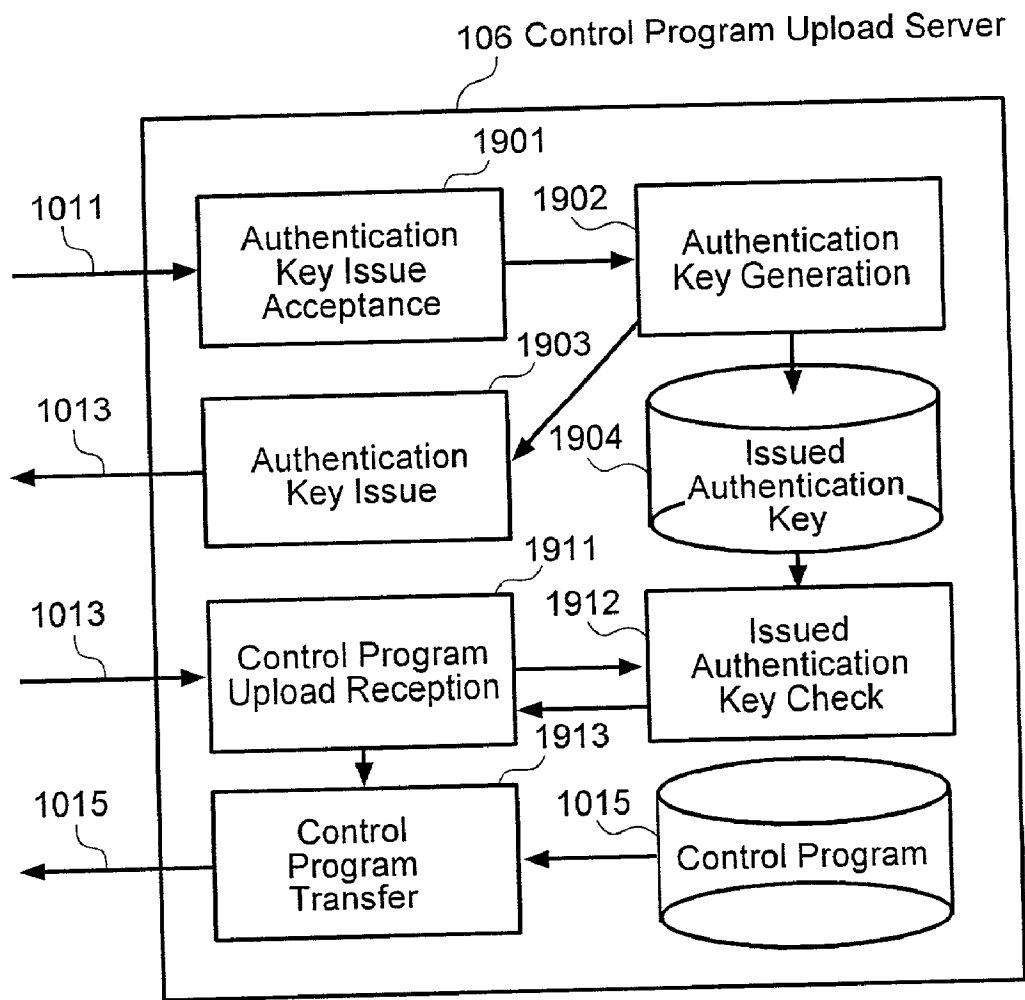 106 Control Program Upload Server
1901
1011
1902
Authentication
Key Issue
Acceptance
Authentication
Key Generation
1903
1013
1904
Authentication
Key Issue
Issued
Authentication
Key
1911
1013
1912
Control Program
Upload Reception
Issued
Authentication
Key Check
1913
1015
1015
Control
Program
Transfer
Control Program